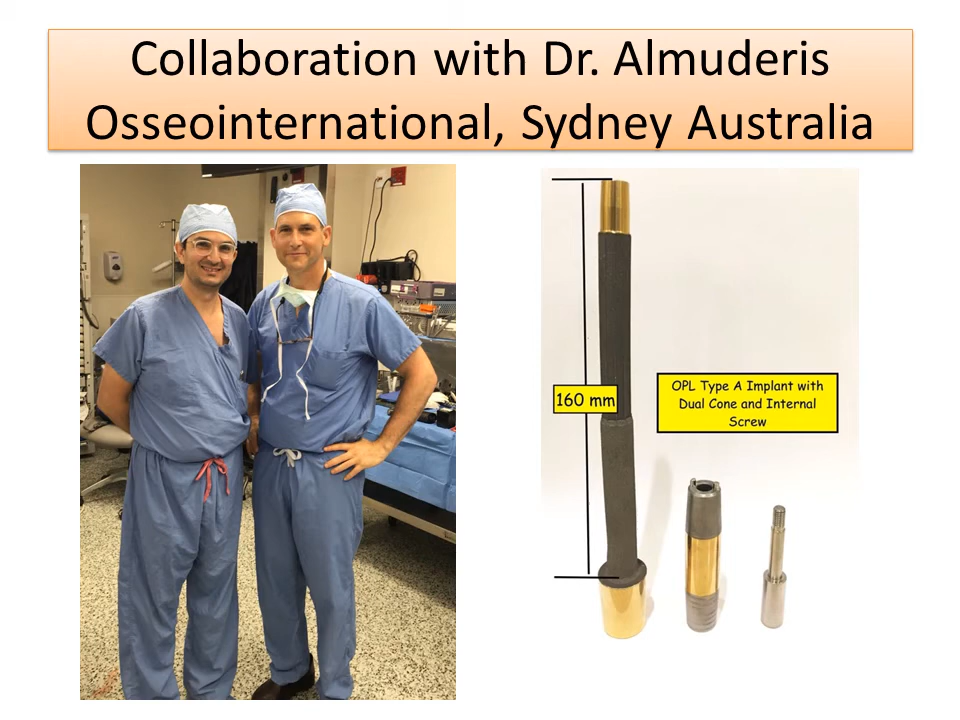 Collaboration with Dr. Almuderis
Osseointernational, Sydney Australia
160 mm
OPL Type A Implant with
Dual Cone and Internal
Screw